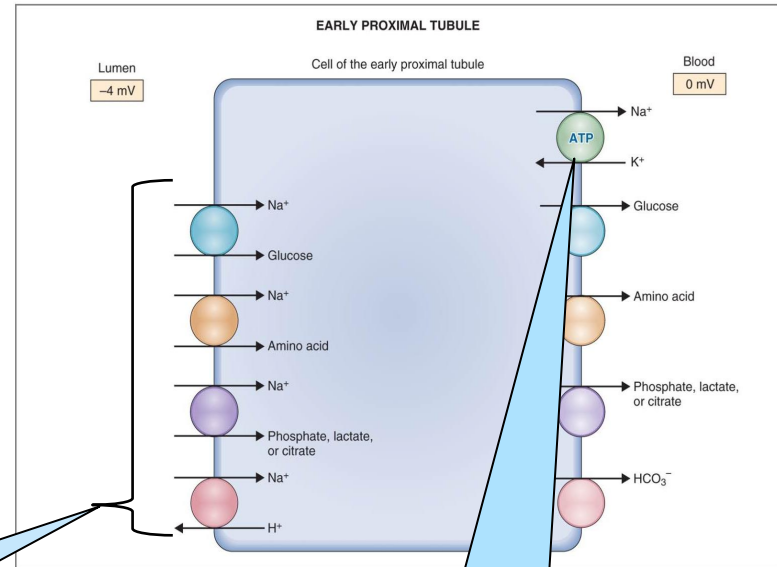 EARLY PROXIMAL TUBULE
Lumen
–4 mV
Cell of the early proximal tubule
Blood
0 mV
Na⁺
ATP
K⁺
Na⁺
Glucose
Glucose
Na⁺
Amino acid
Amino acid
Na⁺
Phosphate, lactate,
or citrate
Phosphate, lactate,
or citrate
Na⁺
HCO₃⁻
H⁺